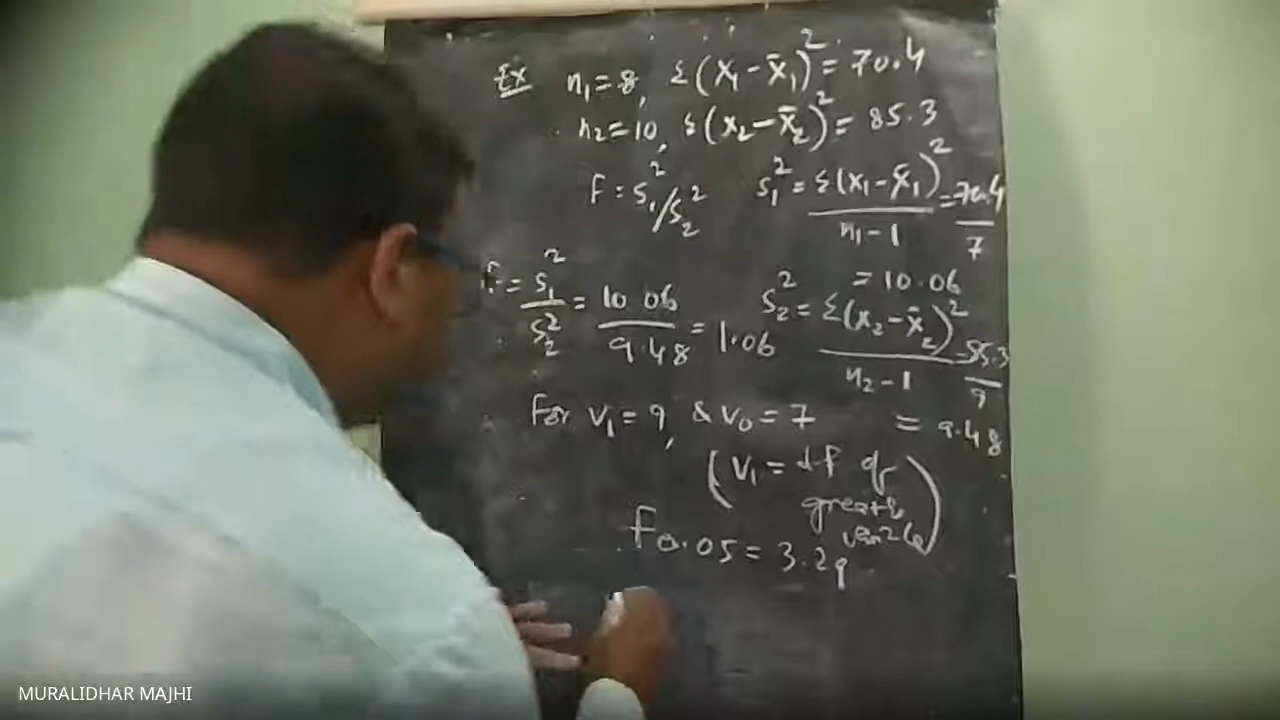 Ex n₁ = 8, Σ(x₁ - x̄₁)² = 70.4
n₂ = 10, Σ(x₂ - x̄₂)² = 85.3
F = S₁²/S₂² S₁² = Σ(x₁ - x̄₁)²/n₁ - 1 = 70.4/7
= 10.06
F = S₁²/S₂² = 10.06/9.48 = 1.06 S₂² = Σ(x₂ - x̄₂)²/n₂ - 1 = 85.3/9
For v₁ = 9, & v₀ = 7 = 9.48
(v₁ = d.f of
greater
)
F0.05 = 3.29
MURALIDHAR MAJHI